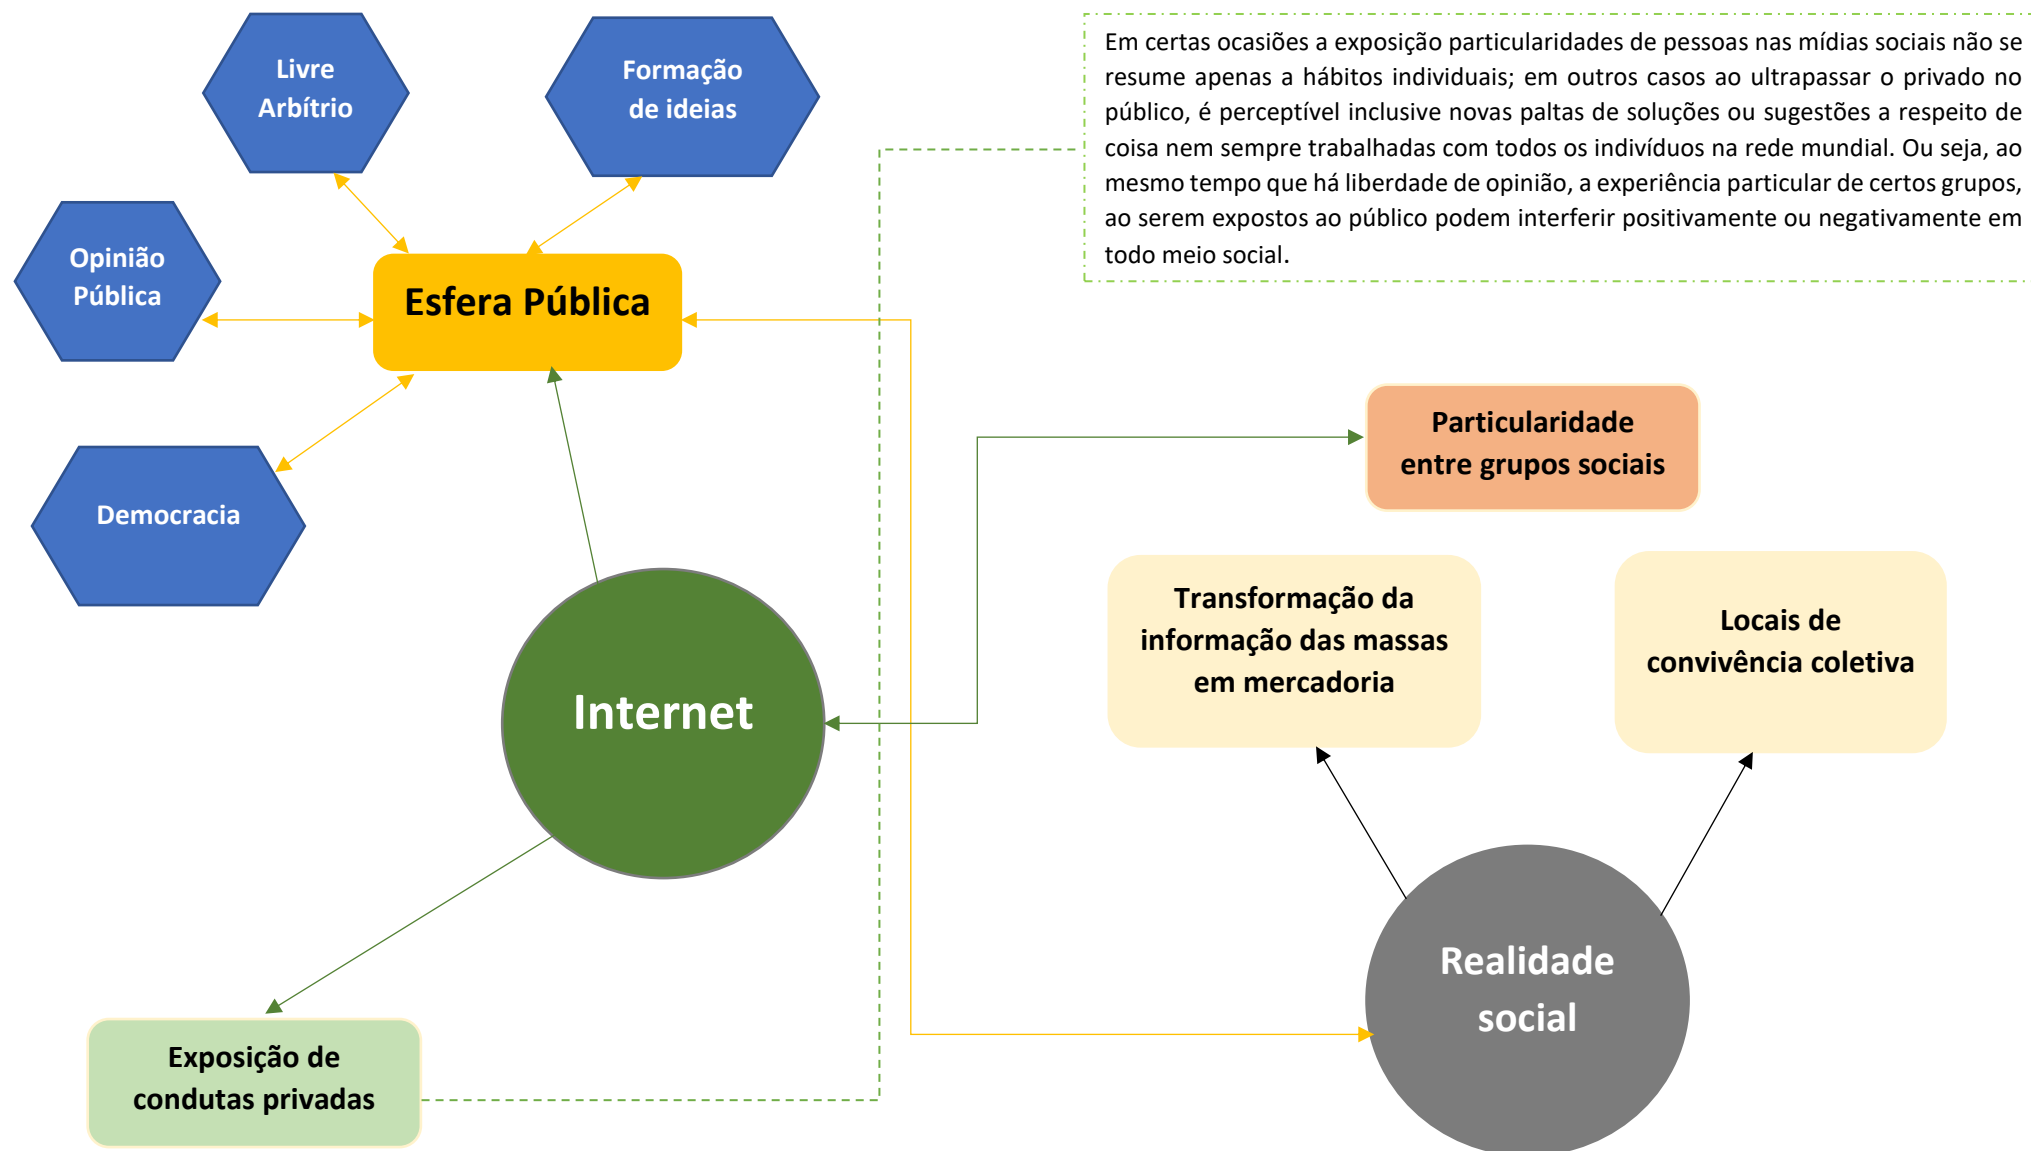 Livre
Arbítrio
Formação
de ideias
Em certas ocasiões a exposição particularidades de pessoas nas mídias sociais não se
resume apenas a hábitos individuais; em outros casos ao ultrapassar o privado no
público, é perceptível inclusive novas paltas de soluções ou sugestões a respeito de
coisa nem sempre trabalhadas com todos os indivíduos na rede mundial. Ou seja, ao
mesmo tempo que há liberdade de opinião, a experiência particular de certos grupos,
ao serem expostos ao público podem interferir positivamente ou negativamente em
todo meio social.
Opinião
Pública
Esfera Pública
Democracia
Particularidade
entre grupos sociais
Transformação da
informação das massas
em mercadoria
Locais de
convivência coletiva
Internet
Realidade
social
Exposição de
condutas privadas